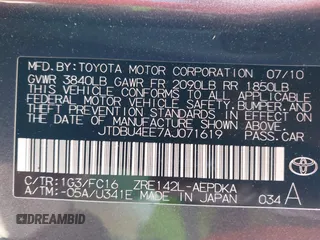 MFD.BY: TOYOTA MOTOR CORPORATION 07/10
GVWR 3840LB GAWR FR 2090LB RR 1850LB
THIS VEHICLE CONFORMS TO ALL APPLICABLE
FEDERAL MOTOR VEHICLE SAFETY, BUMPER, AND
THEFT PREVENTION STANDARDS IN EFFECT ON
THE DATE OF MANUFACTURE SHOWN ABOVE.
JTDBU4EE7AJ071619
C/TR: 1G3/FC16 ZRE142L-AEPDKA
A/TM: -05A/U341E MADE IN JAPAN 034 A
TOYOTA
DREAMBID